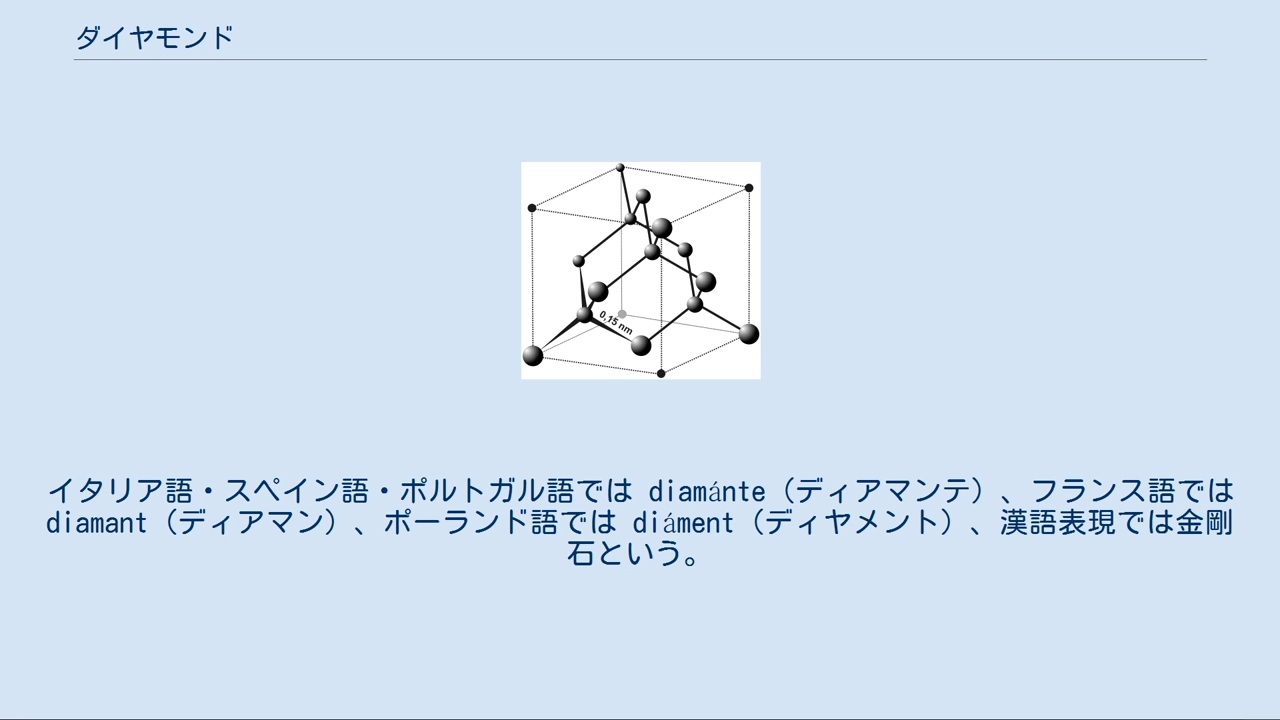 ダイヤモンド
0,15 nm
イタリア語・スペイン語・ポルトガル語では diamánte（ディアマンテ）、フランス語では
diamant（ディアマン）、ポーランド語では diáment（ディヤメント）、漢語表現では金剛
石という。